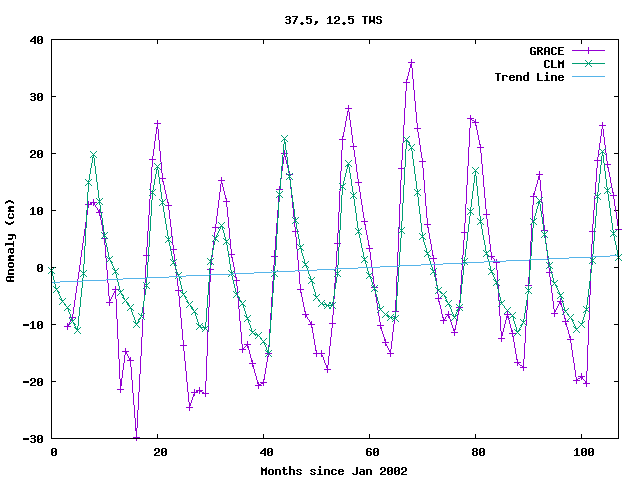 37.5, 12.5 TWS
GRACE
CLM
Trend Line
Anomaly (cm)
40
30
20
10
0
-10
-20
-30
0 20 40 60 80 100
Months since Jan 2002